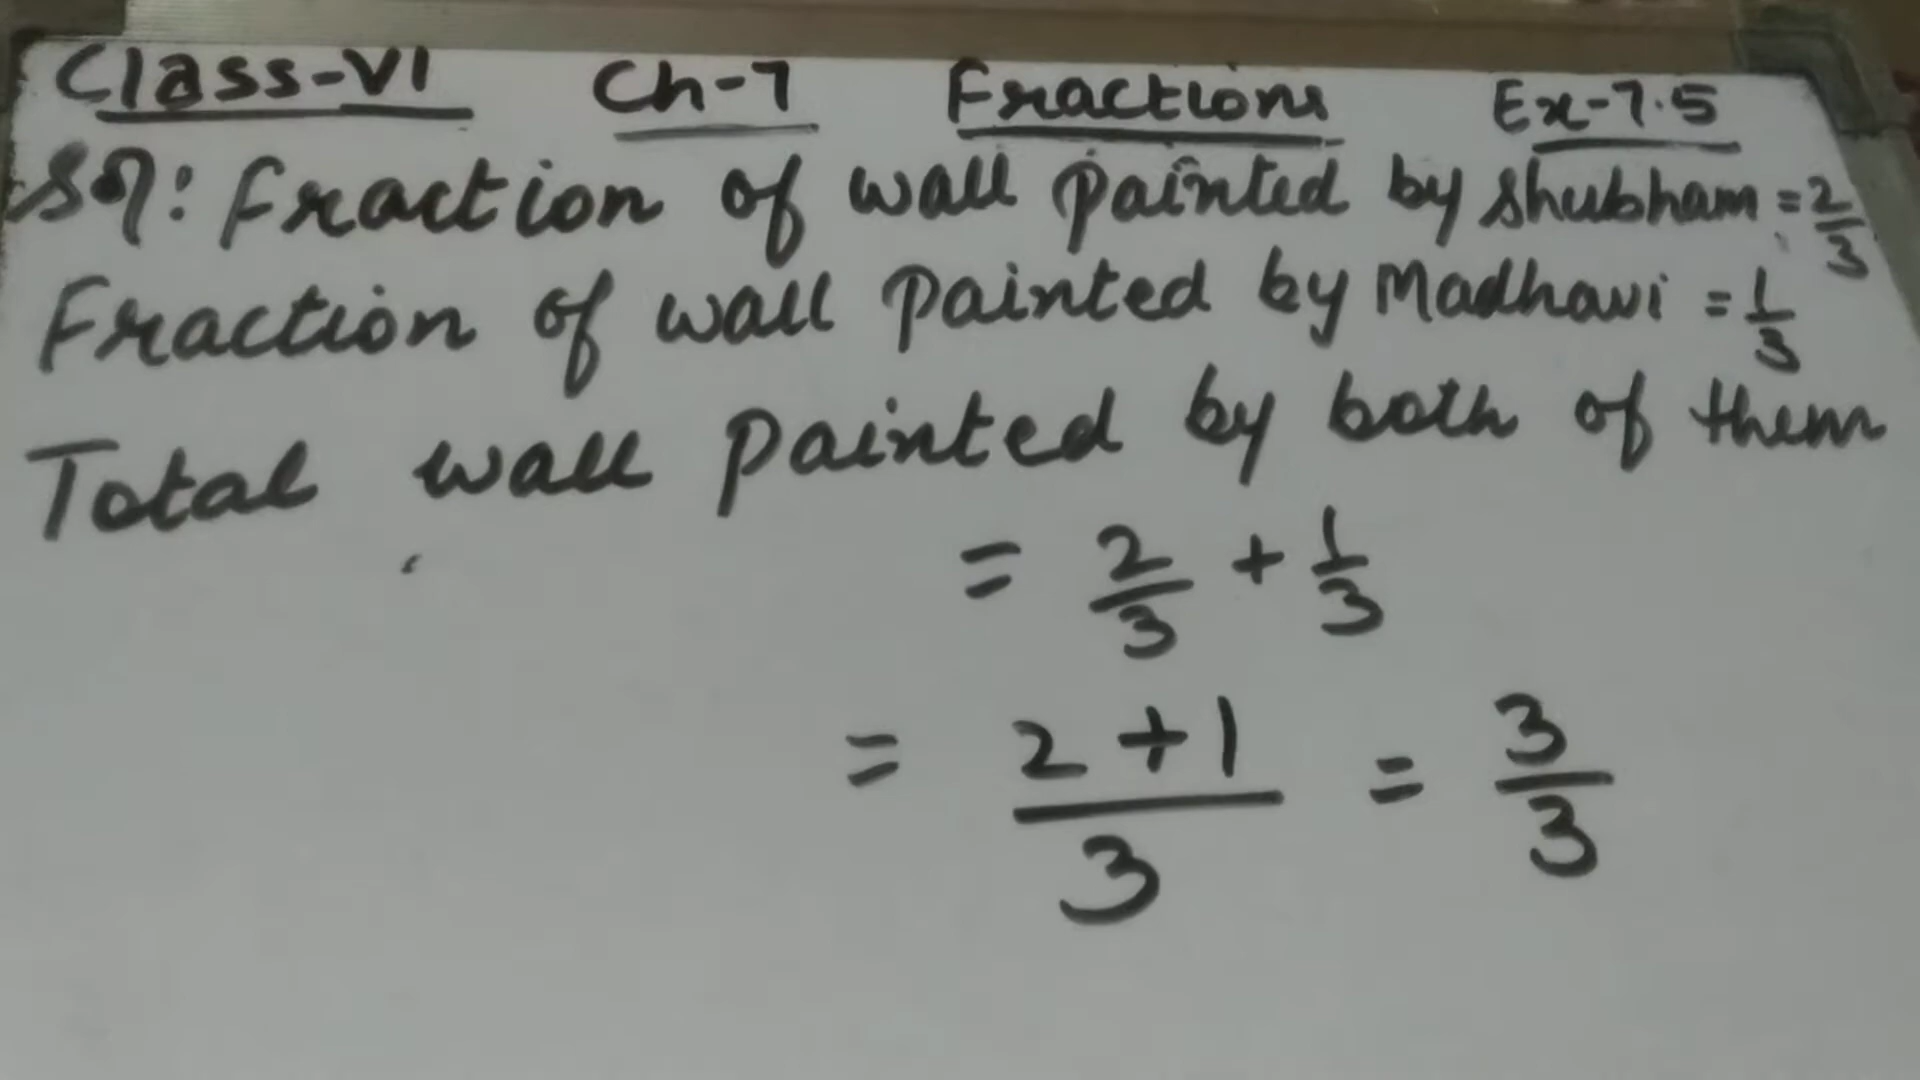 Class-VI Ch-7 Fractions Ex-7.5
Fraction of wall painted by Shubham = 2/3
Fraction of wall painted by Madhavi = 1/3
Total wall painted by both of them
= 2/3 + 1/3
= 2+1/3 = 3/3